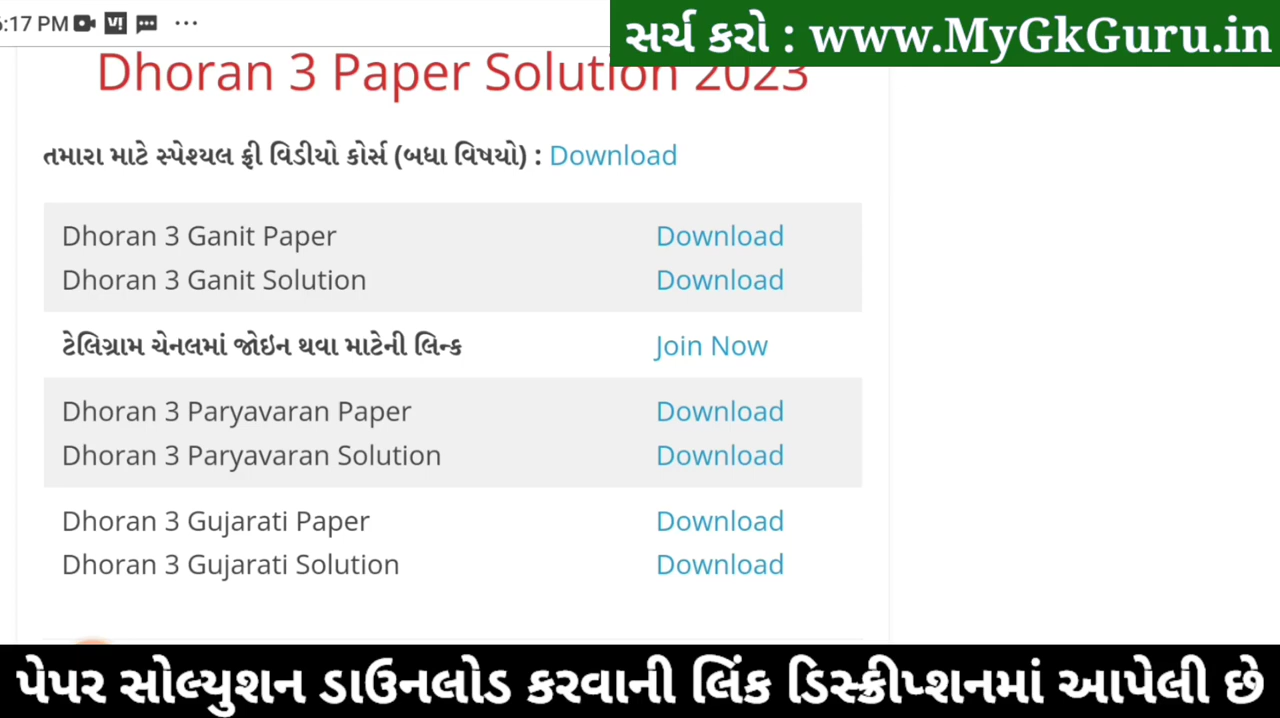 6:17 PM
સર્ચ કરો : www.MyGkGuru.in
Dhoran 3 Paper Solution 2023
તમારા માટે સ્પેશ્યલ ફ્રી વિડીયો કોર્સ (બધા વિષયો) : Download
Dhoran 3 Ganit Paper Download
Dhoran 3 Ganit Solution Download
ટેલિગ્રામ ચેનલમાં જોઇન થવા માટેની લિન્ક Join Now
Dhoran 3 Paryavaran Paper Download
Dhoran 3 Paryavaran Solution Download
Dhoran 3 Gujarati Paper Download
Dhoran 3 Gujarati Solution Download
પેપર સોલ્યુશન ડાઉનલોડ કરવાની લિંક ડિસ્ક્રીપ્શનમાં આપેલી છે